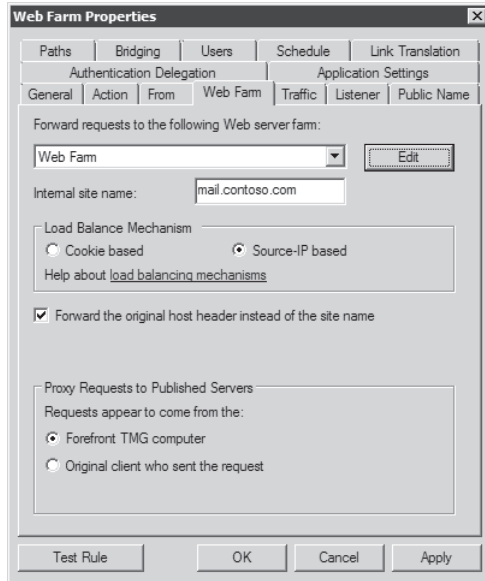 Web Farm Properties
Paths Bridging Users Schedule Link Translation
Authentication Delegation Application Settings
General Action From Web Farm Traffic Listener Public Name
Forward requests to the following Web server farm:
Web Farm Edit
Internal site name: mail.contoso.com
Load Balance Mechanism
Cookie based Source-IP based
Help about load balancing mechanisms
Forward the original host header instead of the site name
Proxy Requests to Published Servers
Requests appear to come from the:
Forefront TMG computer
Original client who sent the request
Test Rule OK Cancel Apply